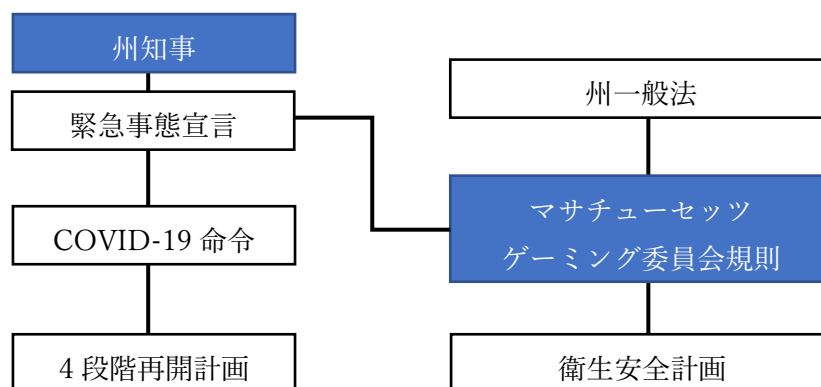 州知事
緊急事態宣言
COVID-19 命令
4 段階再開計画
州一般法
マサチューセッツ
ゲーミング委員会規則
衛生安全計画